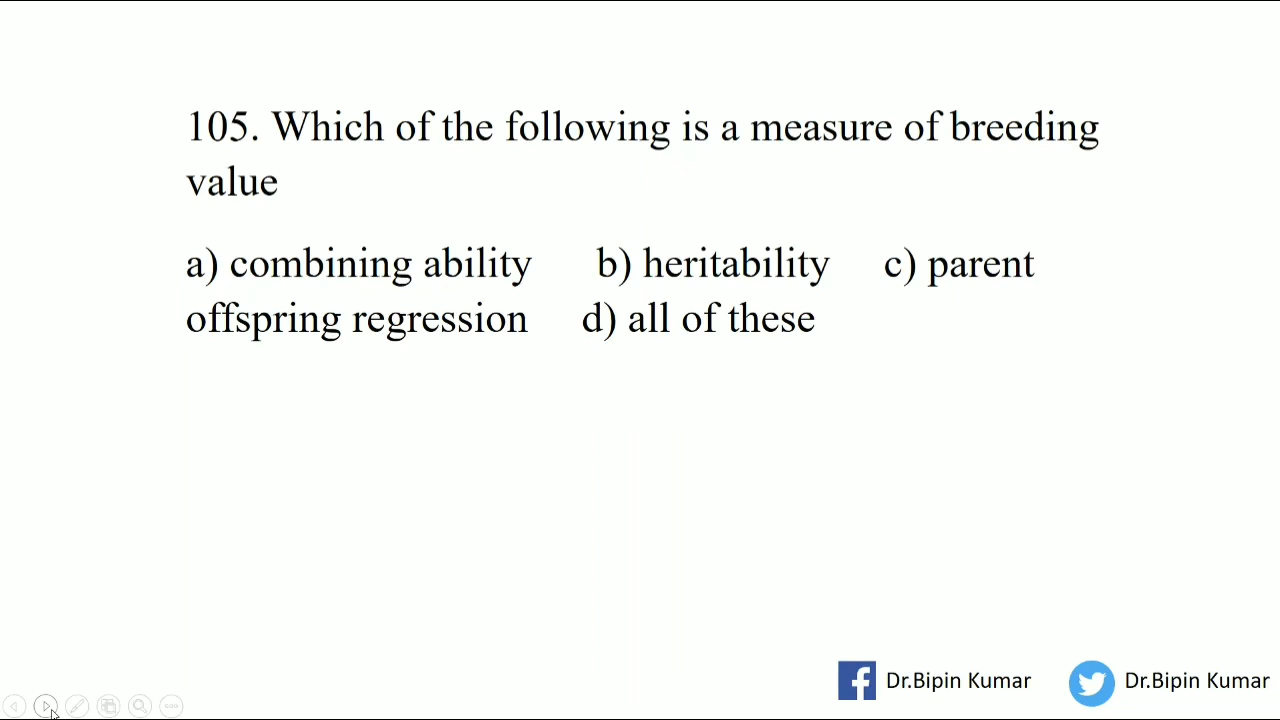 105. Which of the following is a measure of breeding
value
a) combining ability b) heritability c) parent
offspring regression d) all of these
Dr.Bipin Kumar Dr.Bipin Kumar